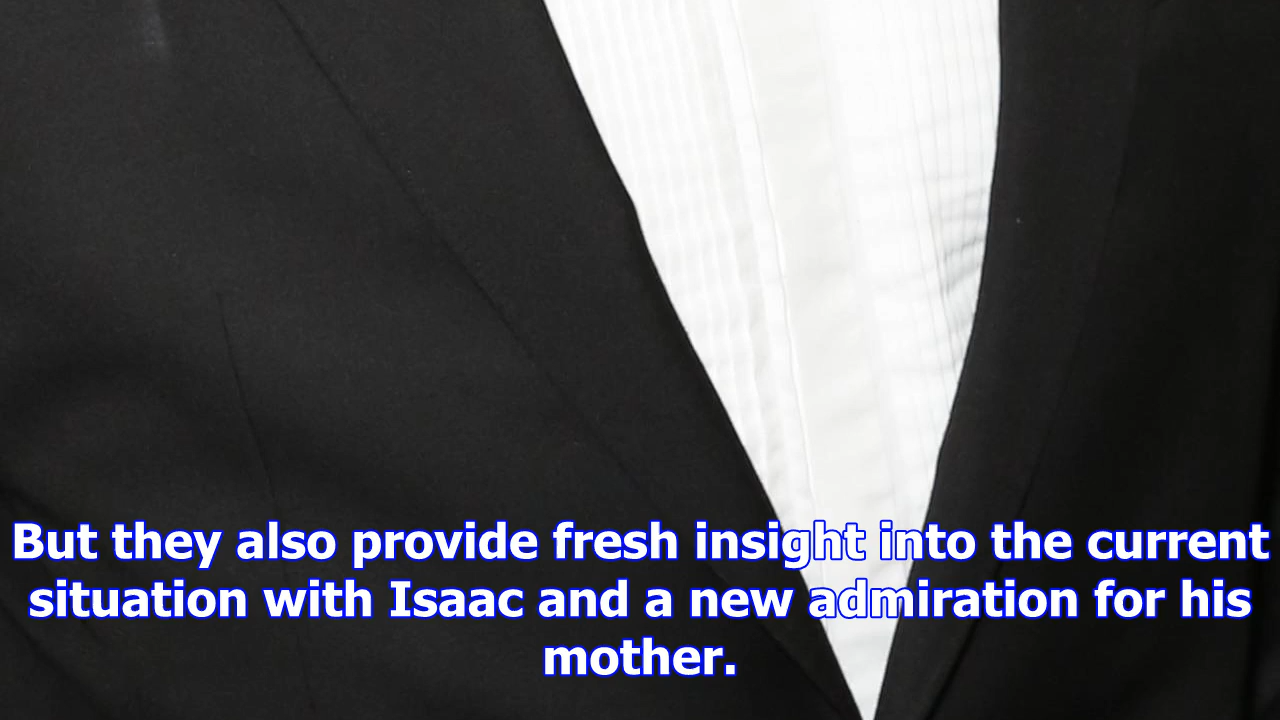 But they also provide fresh insight into the current
situation with Isaac and a new admiration for his
mother.